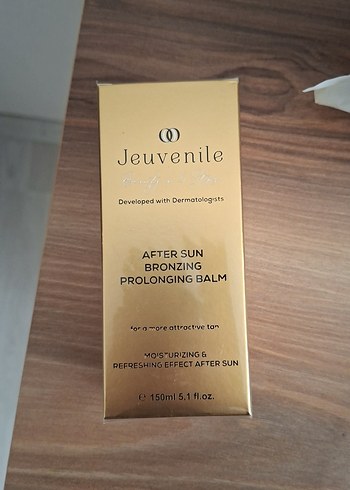 Jeuvenile
Developed with Dermatologists
AFTER SUN
BRONZING
PROLONGING BALM
for a more attractive tan
MOISTURIZING &
REFRESHING EFFECT AFTER SUN
℮ 150ml 5.1 fl.oz.